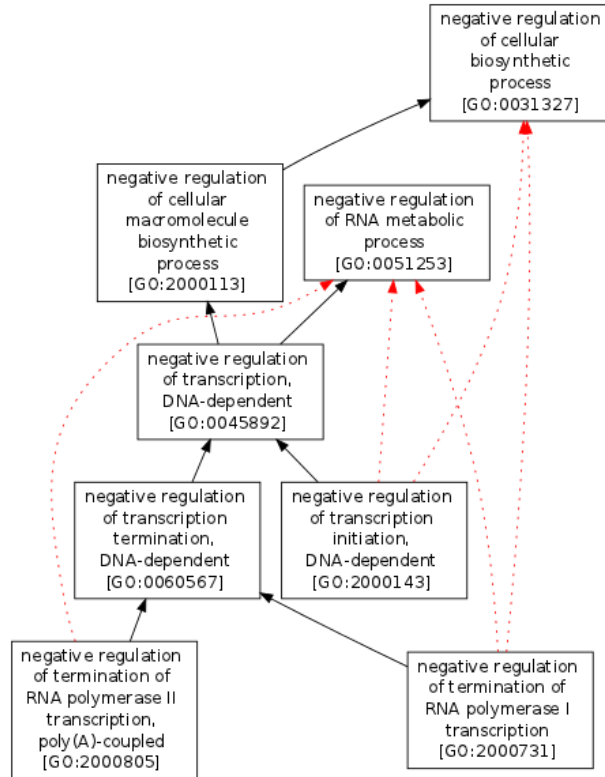 negative regulation
of cellular
biosynthetic
process
[GO:0031327]
negative regulation
of cellular
macromolecule
biosynthetic
process
[GO:2000113]
negative regulation
of RNA metabolic
process
[GO:0051253]
negative regulation
of transcription,
DNA-dependent
[GO:0045892]
negative regulation
of transcription
termination,
DNA-dependent
[GO:0060567]
negative regulation
of transcription
initiation,
DNA-dependent
[GO:2000143]
negative regulation
of termination of
RNA polymerase II
transcription,
poly(A)-coupled
[GO:2000805]
negative regulation
of termination of
RNA polymerase I
transcription
[GO:2000731]